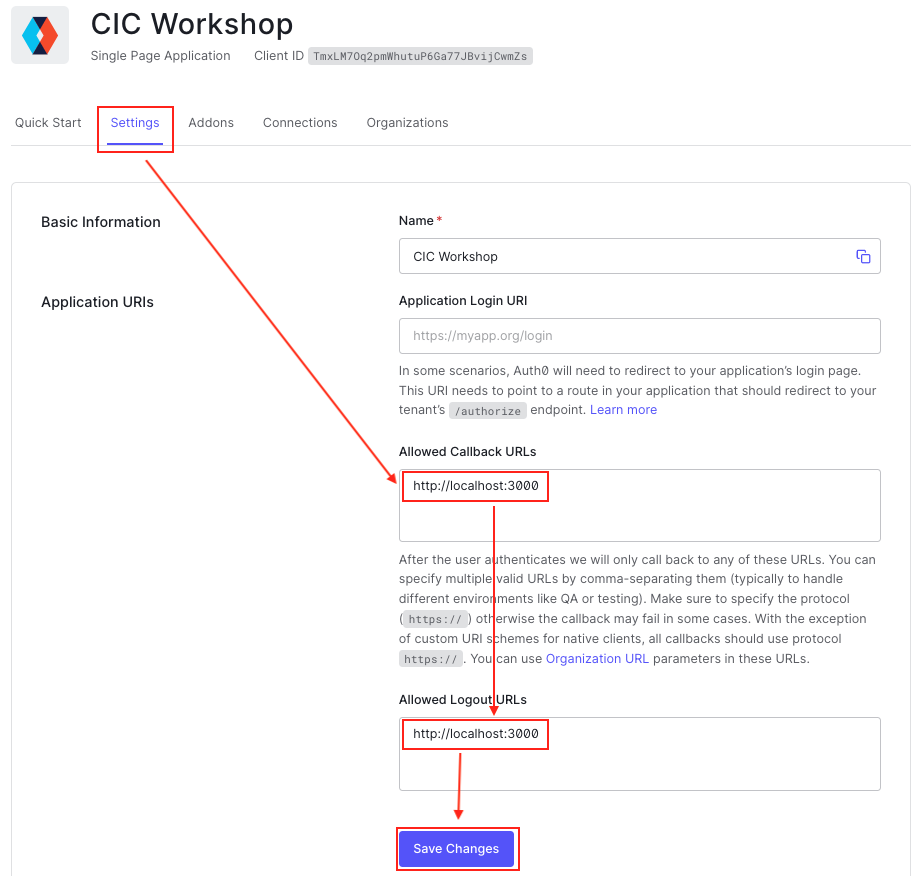 CIC Workshop
Single Page Application Client ID TmxLM7Oq2pmWhutuP6Ga77JBvijCwmZs
Quick Start Settings Addons Connections Organizations
Basic Information
Name *
CIC Workshop
Application URIs
Application Login URI
https://myapp.org/login
In some scenarios, Auth0 will need to redirect to your application’s login page.
This URI needs to point to a route in your application that should redirect to your
tenant’s /authorize endpoint. Learn more
Allowed Callback URLs
http://localhost:3000
After the user authenticates we will only call back to any of these URLs. You can
specify multiple valid URLs by comma-separating them (typically to handle
different environments like QA or testing). Make sure to specify the protocol
( https:// ) otherwise the callback may fail in some cases. With the exception
of custom URI schemes for native clients, all callbacks should use protocol
https:// . You can use Organization URL parameters in these URLs.
Allowed Logout URLs
http://localhost:3000
Save Changes